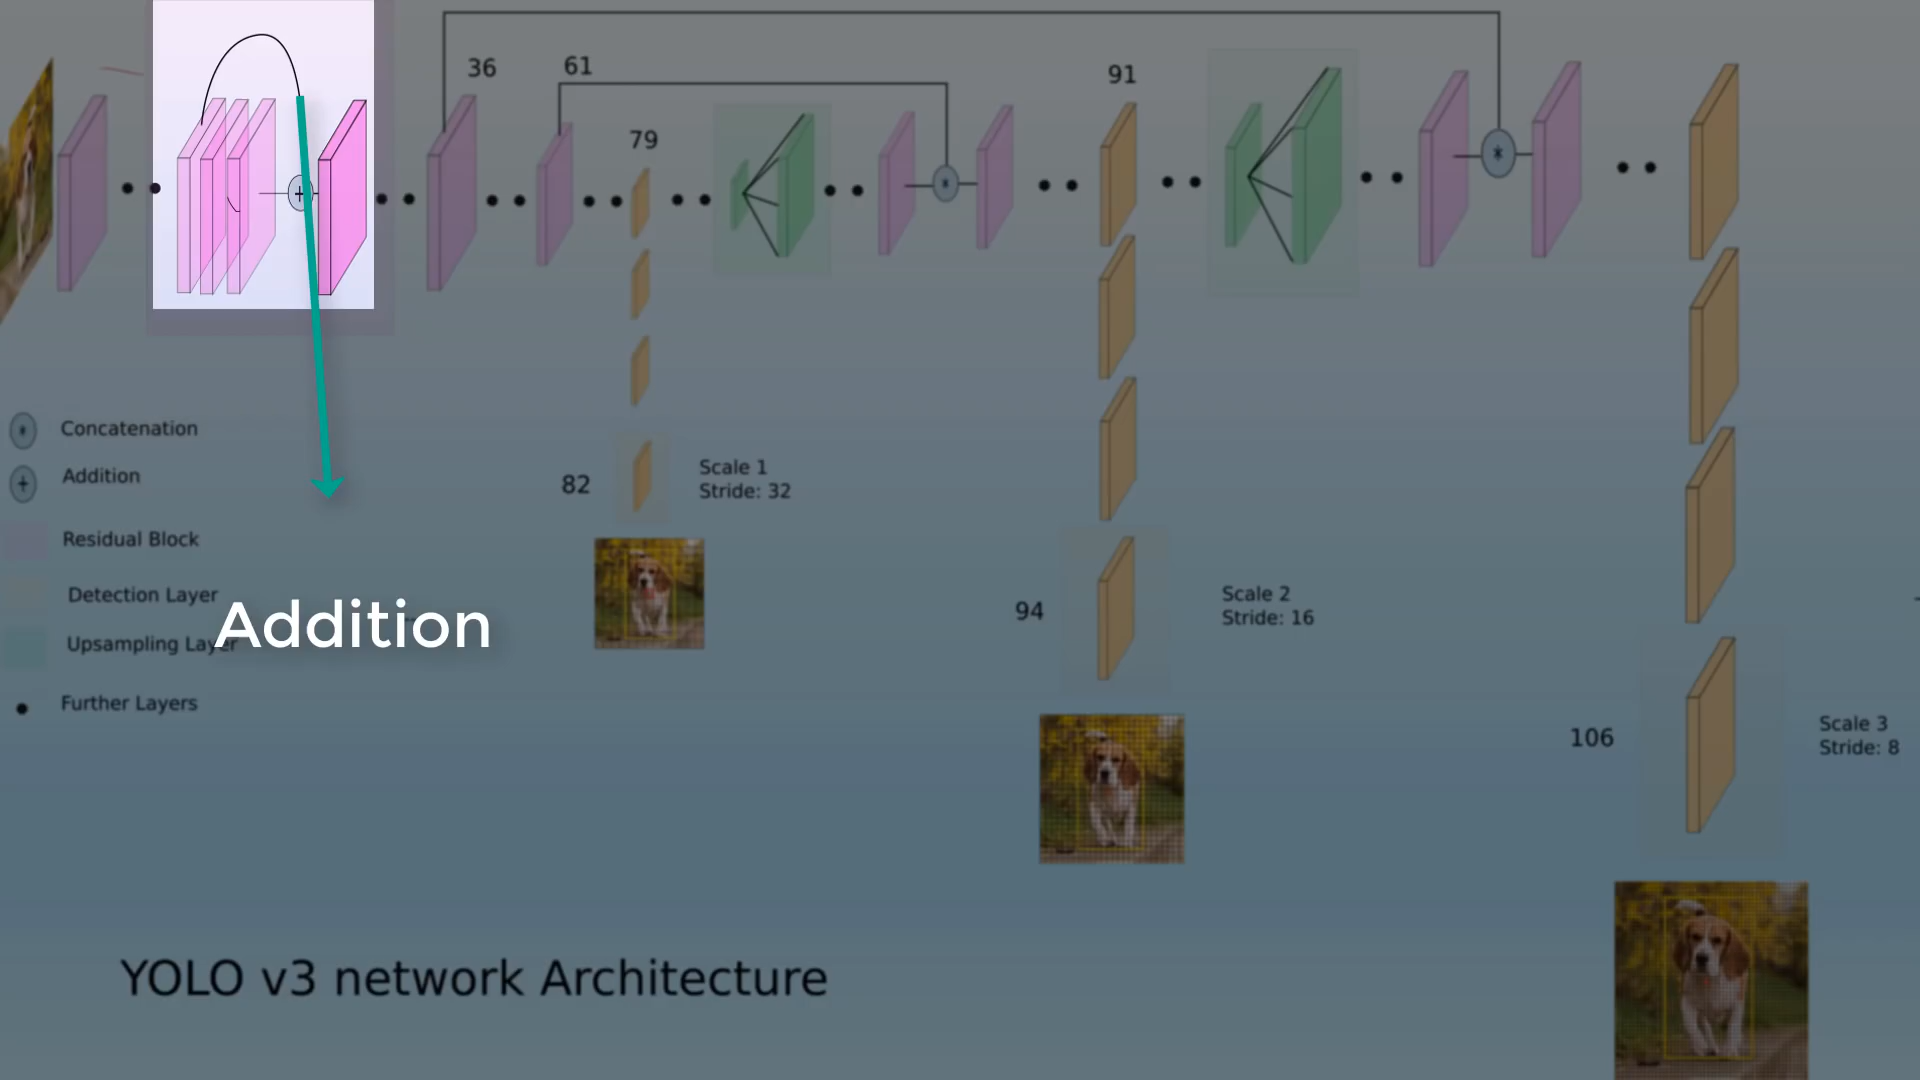 36
61
91
79
Concatenation
Addition
Residual Block
Detection Layer
Upsampling Layer
Further Layers
Addition
82
Scale 1
Stride: 32
94
Scale 2
Stride: 16
106
Scale 3
Stride: 8
YOLO v3 network Architecture